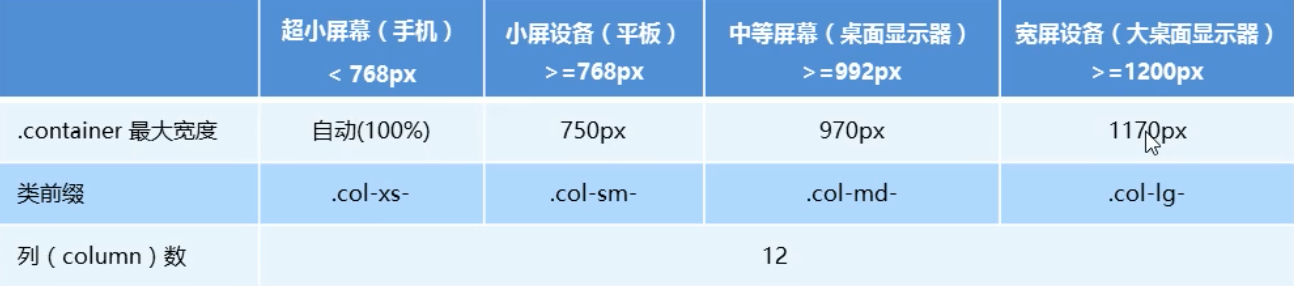 超小屏幕（手机） 小屏设备（平板） 中等屏幕（桌面显示器） 宽屏设备（大桌面显示器）
< 768px >=768px >=992px >=1200px
.container 最大宽度 自动(100%) 750px 970px 1170px
类前缀 .col-xs- .col-sm- .col-md- .col-lg-
列（column）数 12